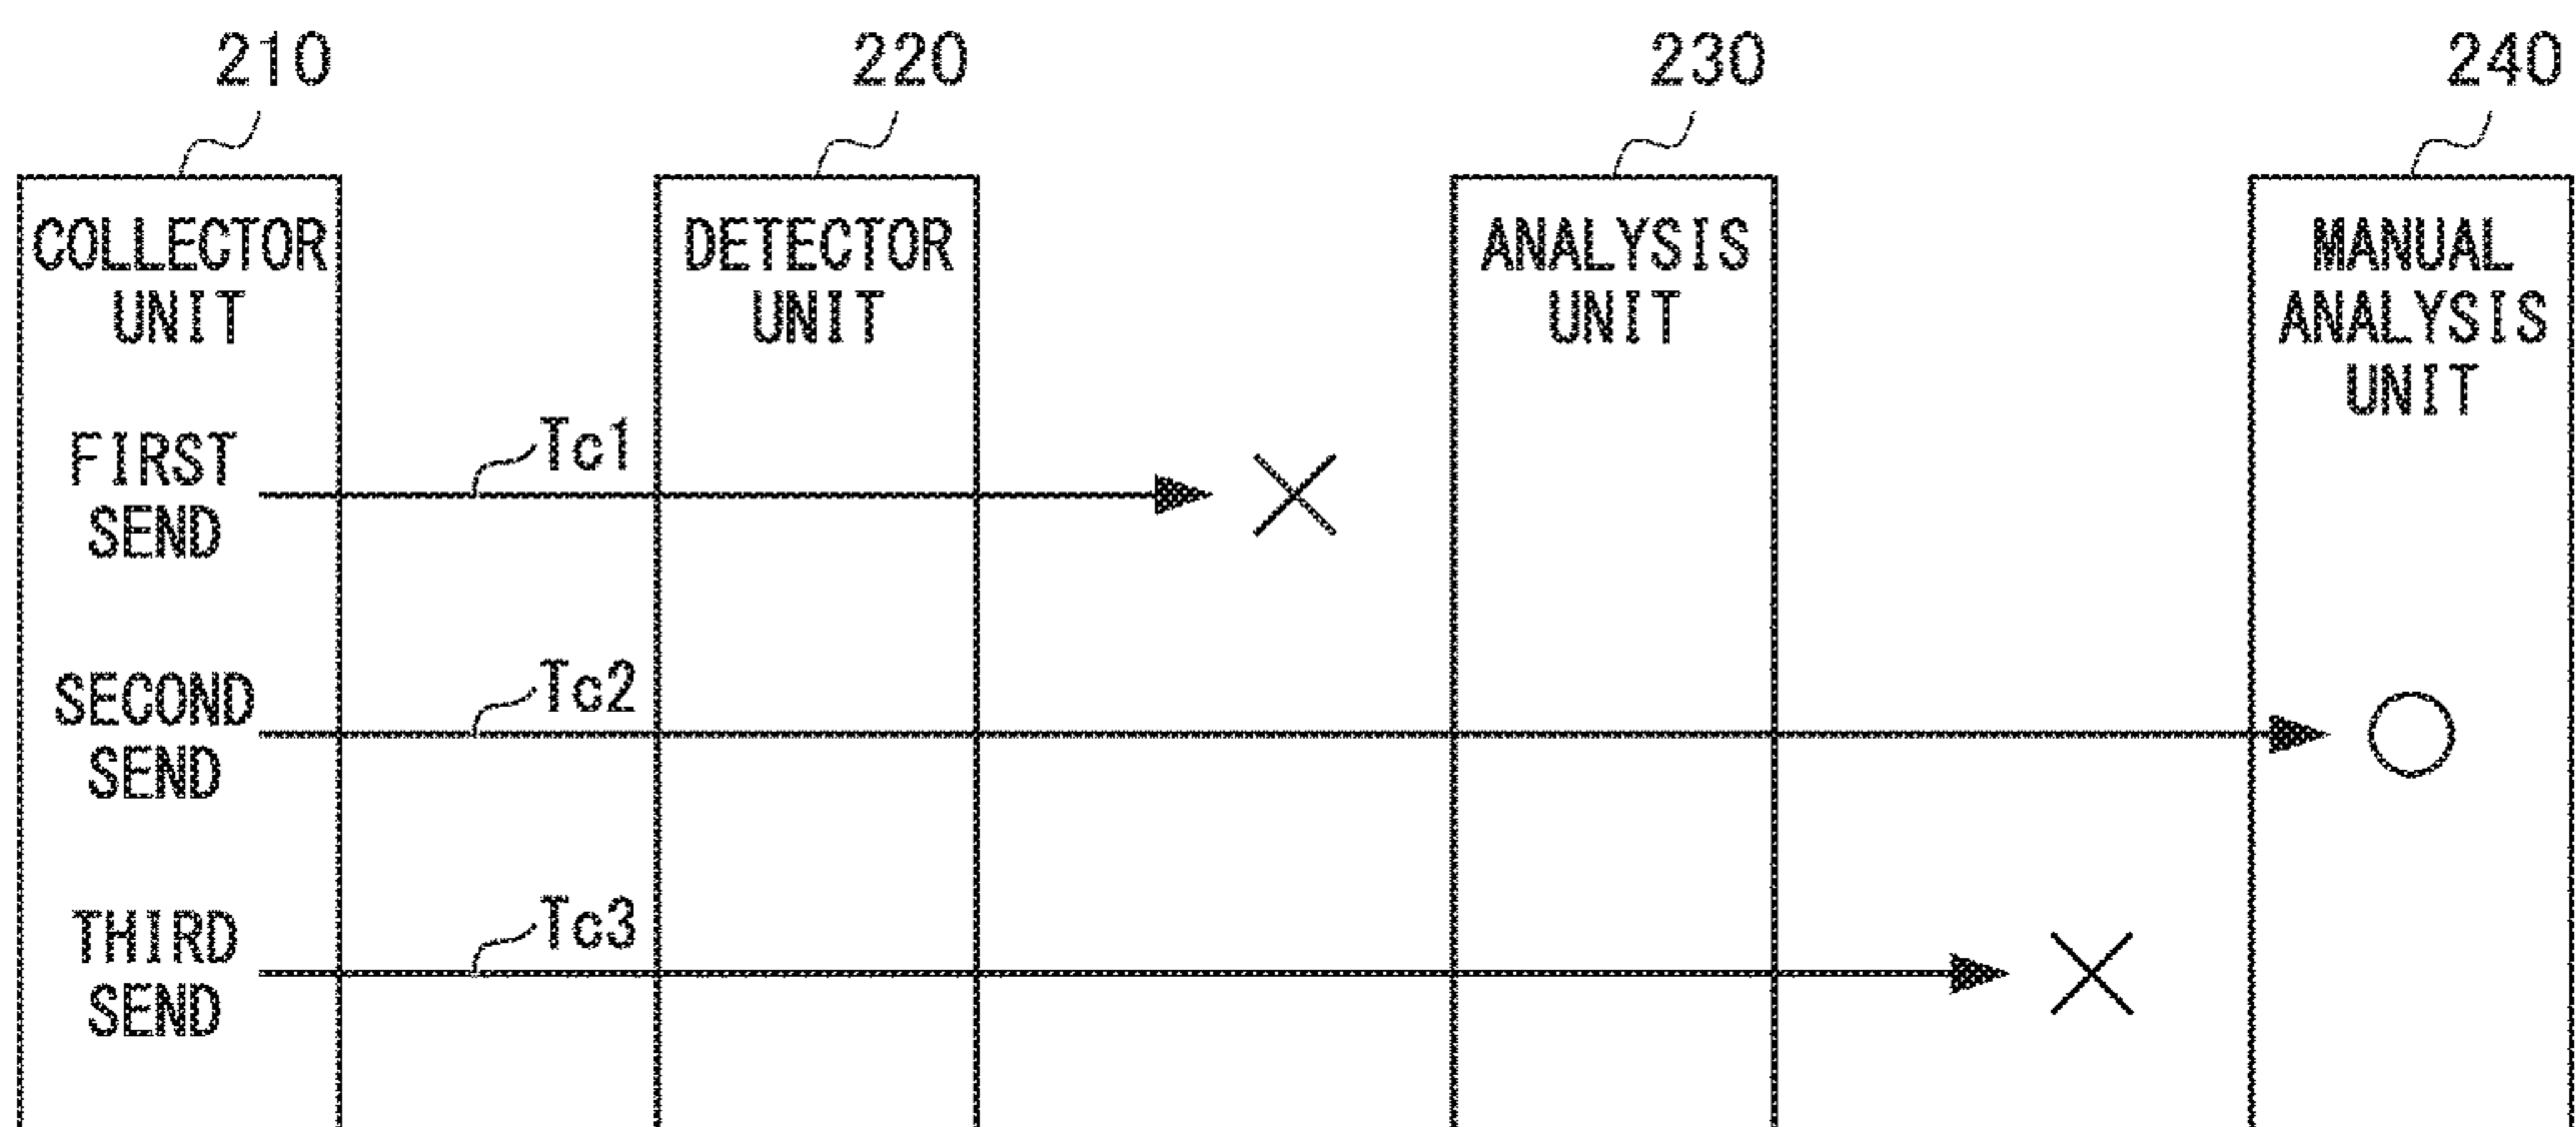 210
220
230
240
COLLECTOR
UNIT
DETECTOR
UNIT
ANALYSIS
UNIT
MANUAL
ANALYSIS
UNIT
FIRST
SEND
Tc1
SECOND
SEND
Tc2
THIRD
SEND
Tc3